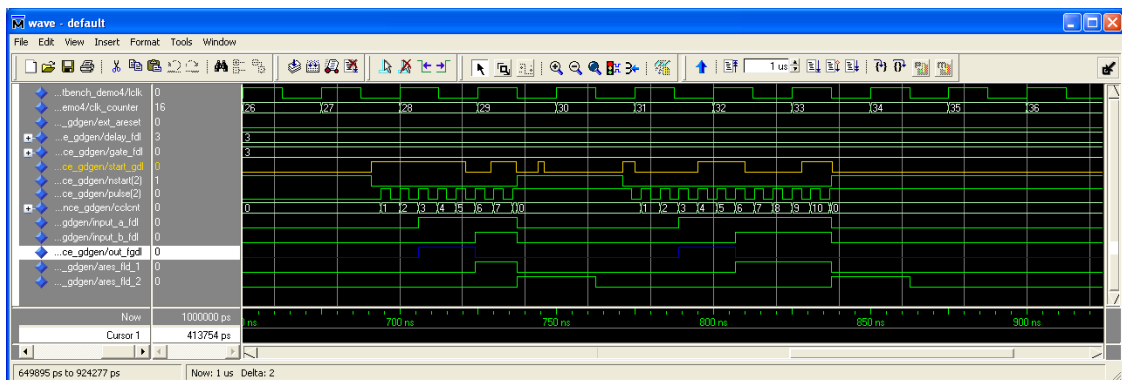 wave - default
File Edit View Insert Format Tools Window
1 us
...tbench_demo4/lclk 0
...emo4/clk_counter 16 26 27 28 29 30 31 32 33 34 35 36
..._gdgen/ext_areset 0
...e_gdgen/delay_fdl 3 3
...ce_gdgen/gate_fdl 3 3
...ce_gdgen/start_gdl 0
...ce_gdgen/nstart(2) 1
...ce_gdgen/pulse(2) 0
...nce_gdgen/cclcnt 0 0 1 2 3 4 5 6 7 0 1 2 3 4 5 6 7 8 9 10 0
...gdgen/input_a_fdl 0
...gdgen/input_b_fdl 0
...ce_gdgen/out_fgdl 0
..._gdgen/ares_fld_1 0
..._gdgen/ares_fld_2 0
Now 1000000 ps ns 700 ns 750 ns 800 ns 850 ns 900 ns
Cursor 1 413754 ps
649895 ps to 924277 ps Now: 1 us Delta: 2